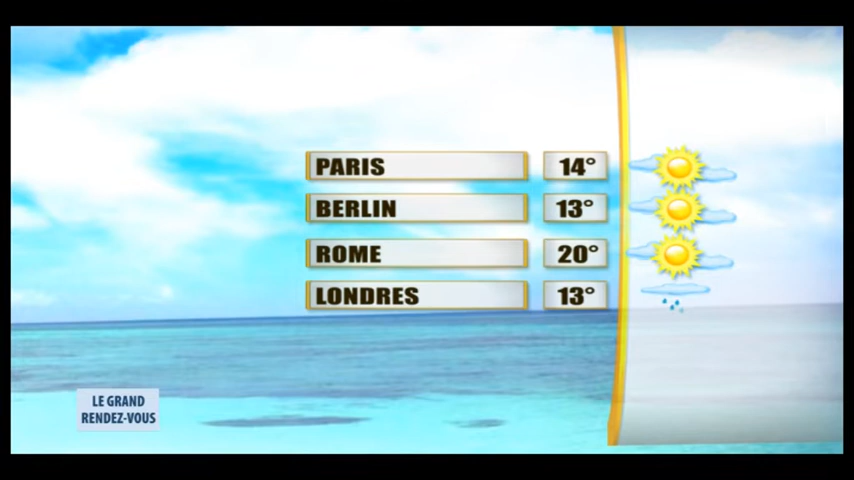 PARIS 14°
BERLIN 13°
ROME 20°
LONDRES 13°
LE GRAND
RENDEZ-VOUS